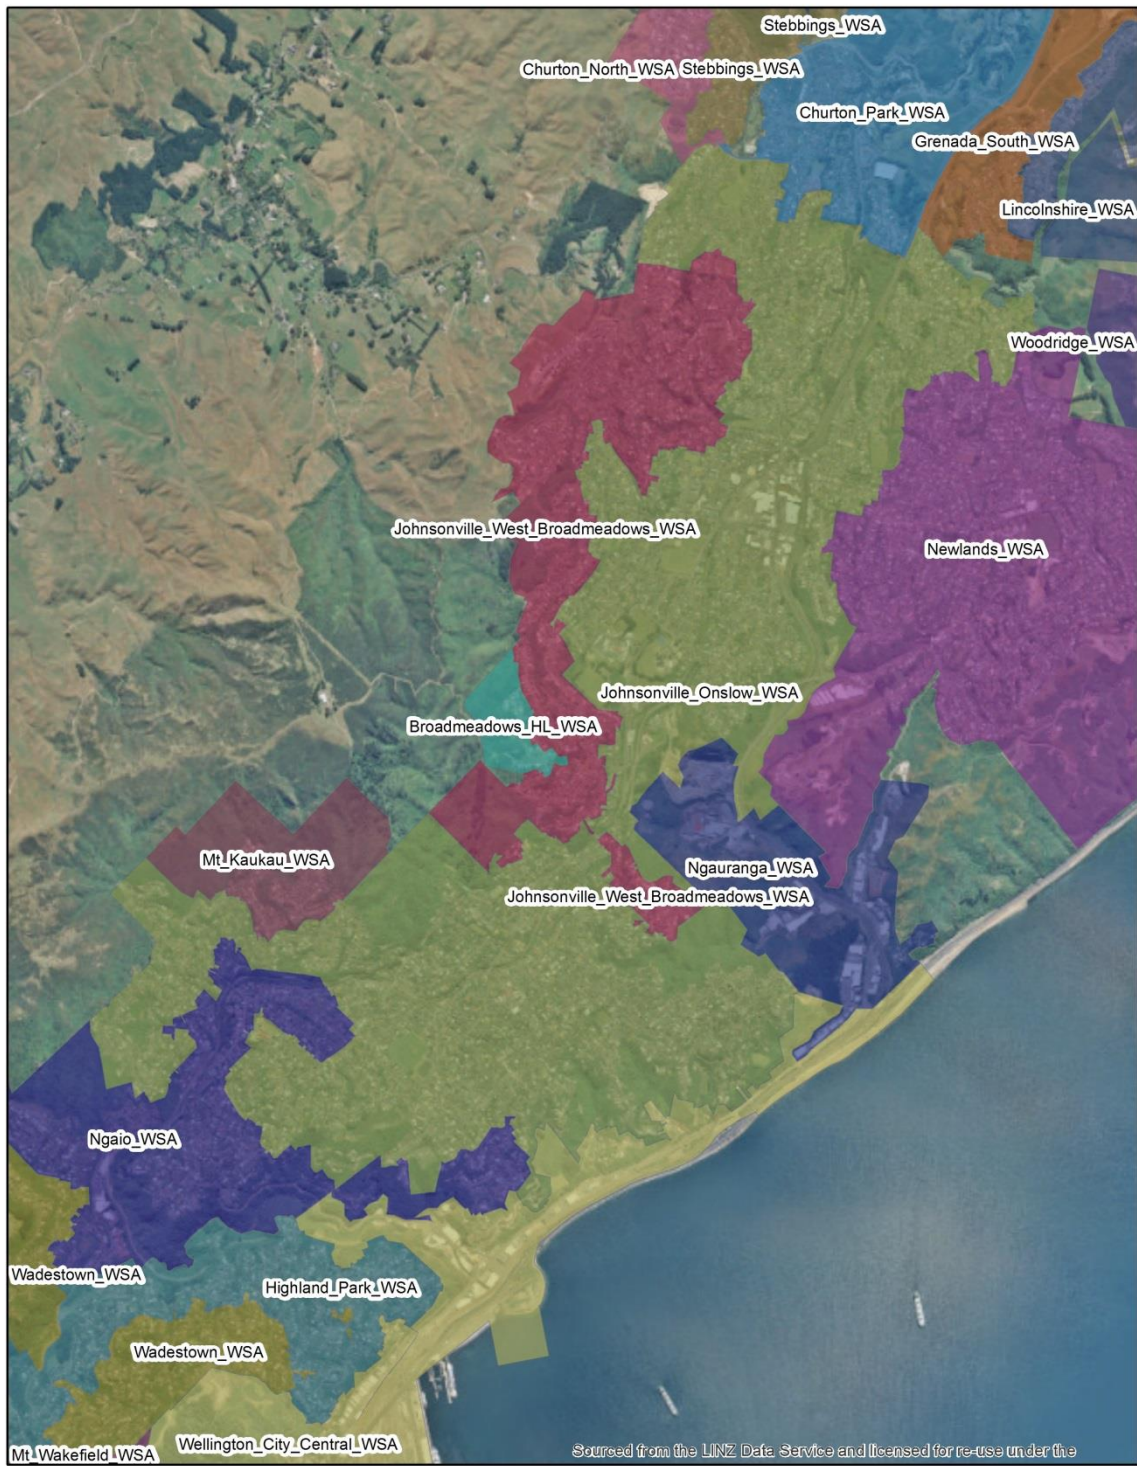 Stebbings_WSA
Churton_North_WSA
Stebbings_WSA
Churton_Park_WSA
Grenada_South_WSA
Lincolnshire_WSA
Woodridge_WSA
Johnsonville_West_Broadmeadows_WSA
Newlands_WSA
Johnsonville_Onslow_WSA
Broadmeadows_HL_WSA
Mt_Kaukau_WSA
Ngauranga_WSA
Johnsonville_West_Broadmeadows_WSA
Ngaio_WSA
Wadestown_WSA
Highland_Park_WSA
Wadestown_WSA
Wellington_City_Central_WSA
Mt_Wakefield_WSA
Sourced from the LINZ Data Service and licensed for re-use under the